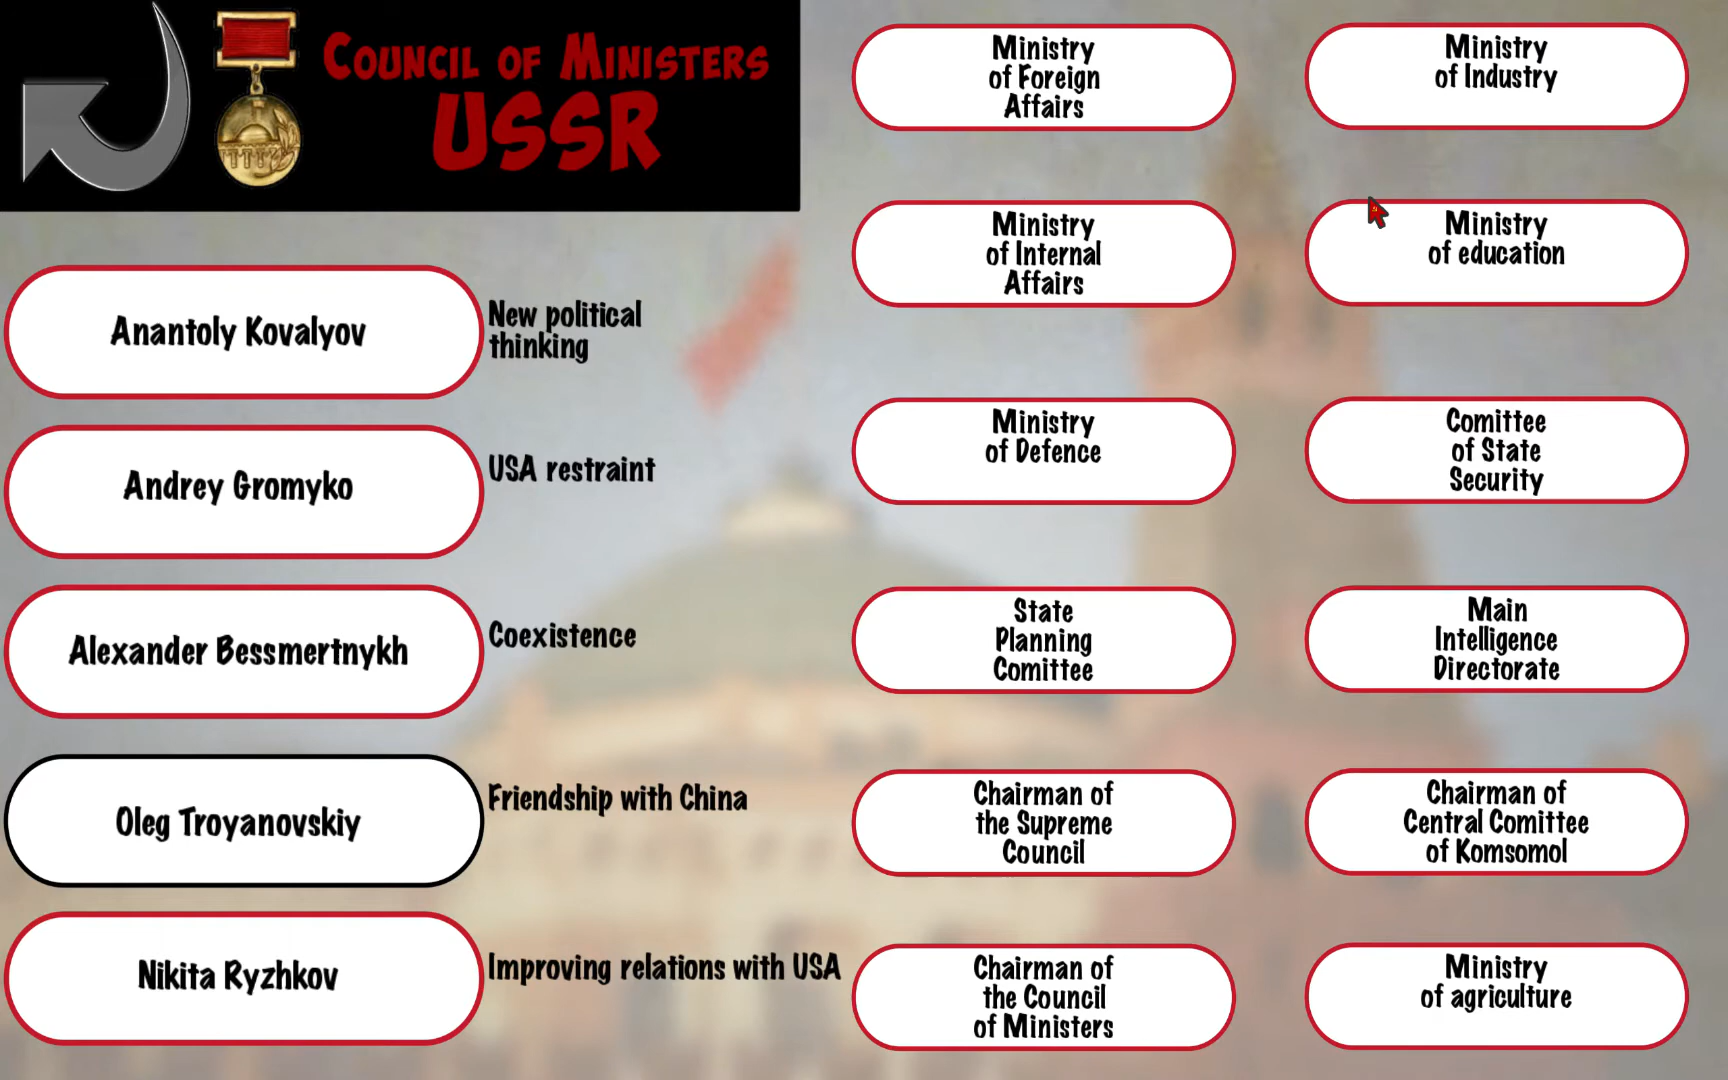 Council of Ministers
USSR
Anantoly Kovalyov
New political
thinking
Andrey Gromyko
USA restraint
Alexander Bessmertnykh
Coexistence
Oleg Troyanovskiy
Friendship with China
Nikita Ryzhkov
Improving relations with USA
Ministry
of Foreign
Affairs
Ministry
of Industry
Ministry
of Internal
Affairs
Ministry
of education
Ministry
of Defence
Comittee
of State
Security
State
Planning
Comittee
Main
Intelligence
Directorate
Chairman of
the Supreme
Council
Chairman of
Central Comittee
of Komsomol
Chairman of
the Council
of Ministers
Ministry
of agriculture